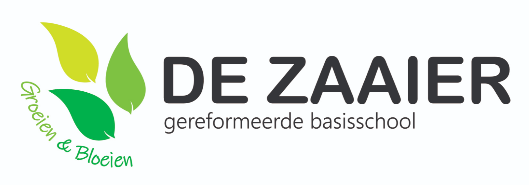 DE ZAAIER
gereformeerde basisschool
Groeien & Bloeien